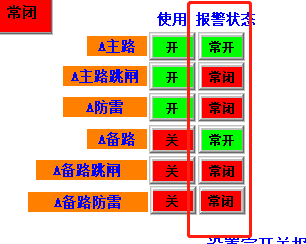 常闭
使用 报警状态
A主路 开 常开
A主路跳闸 开 常闭
A防雷 开 常闭
A备路 关 常开
A备路跳闸 关 常闭
A备路防雷 关 常闭